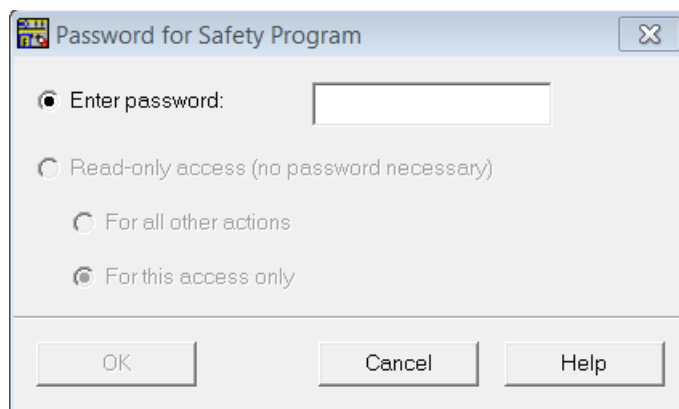 Password for Safety Program
Enter password:
Read-only access (no password necessary)
For all other actions
For this access only
OK Cancel Help